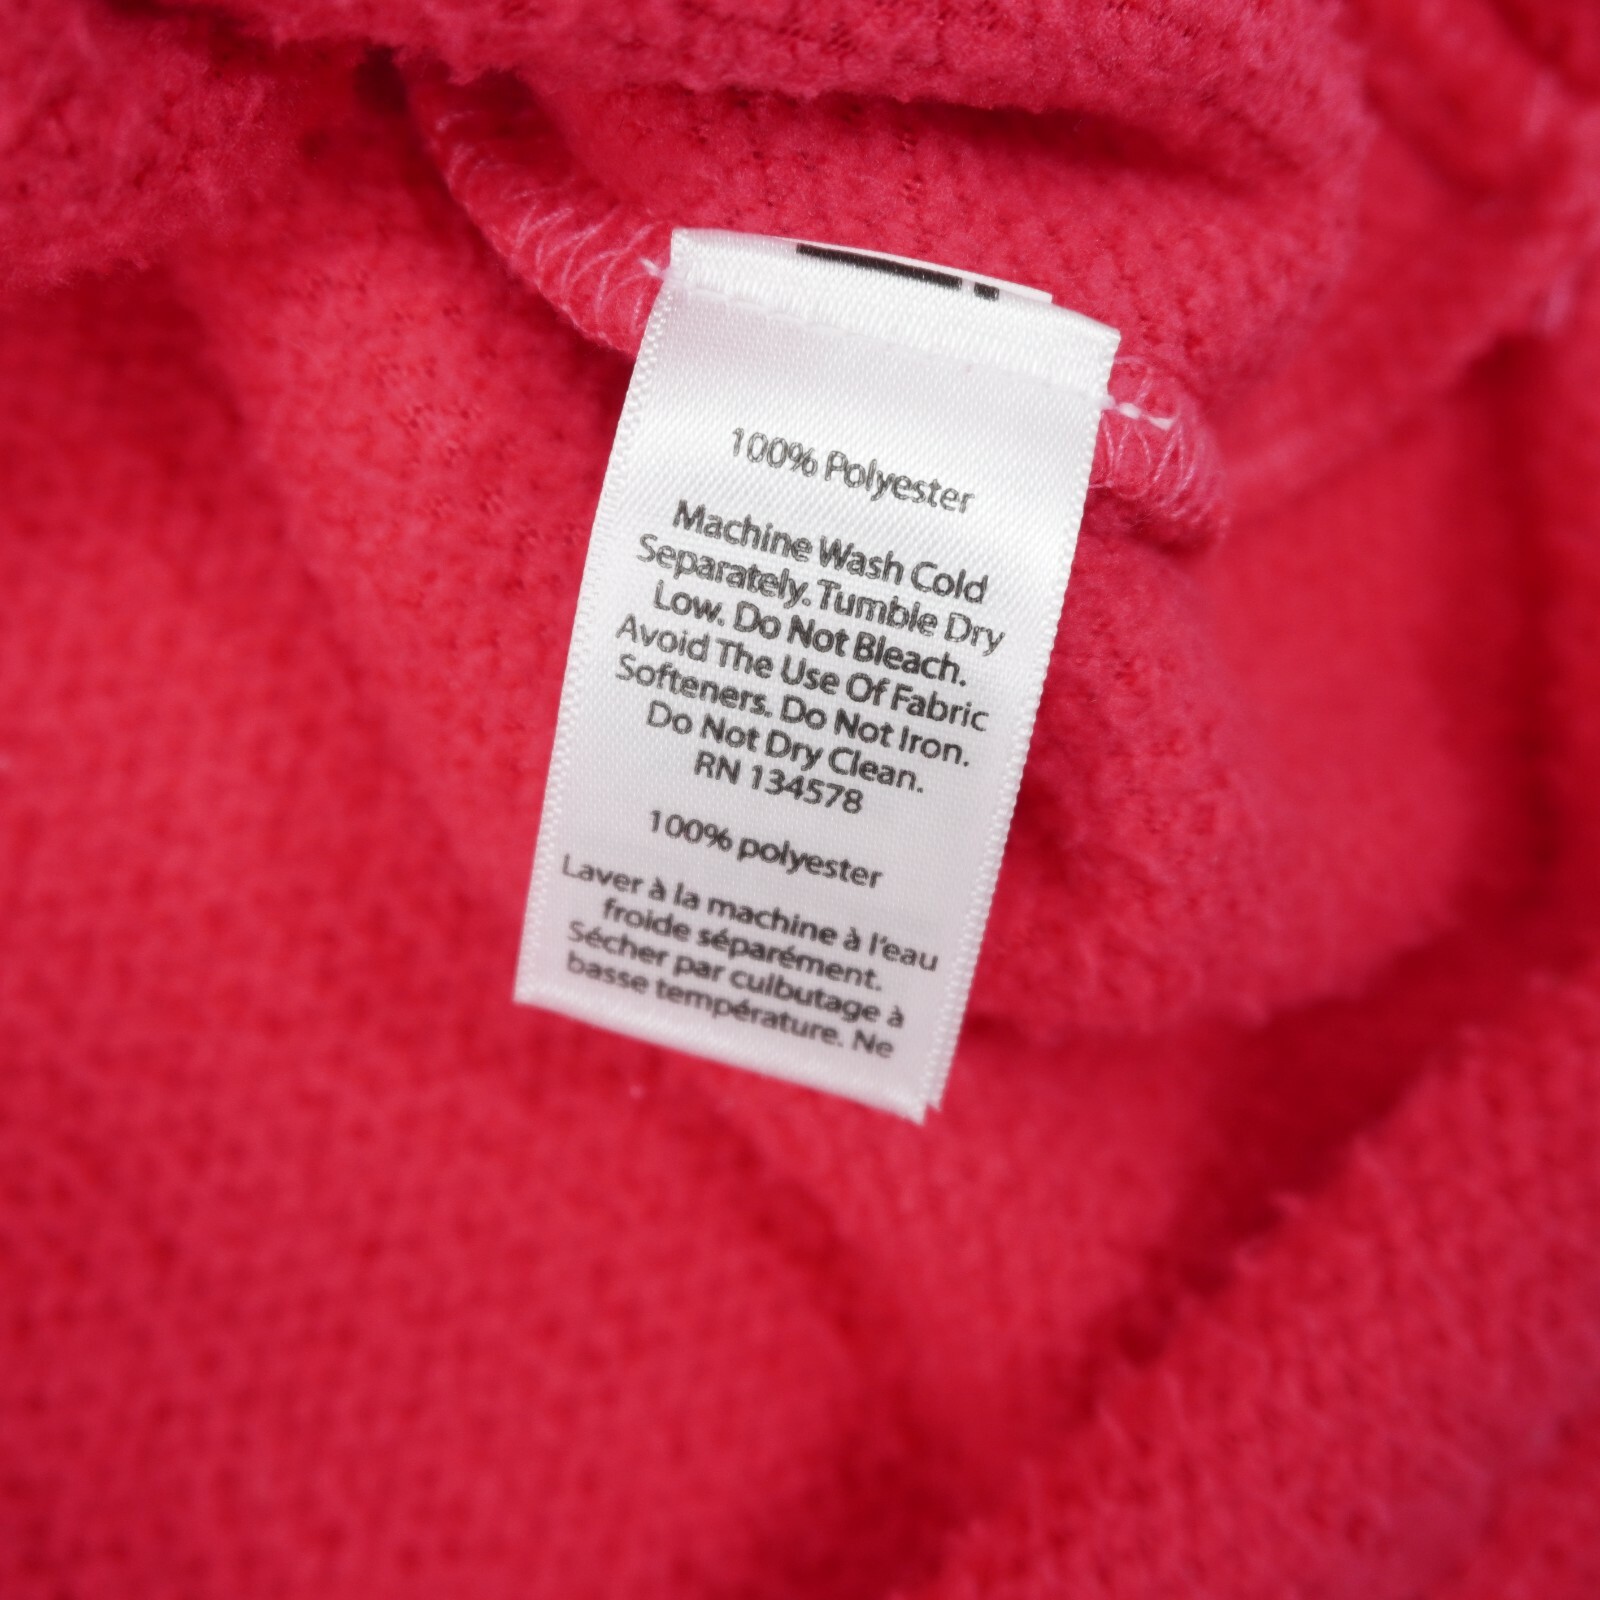 100% Polyester
Machine Wash Cold
Separately. Tumble Dry
Low. Do Not Bleach.
Avoid The Use Of Fabric
Softeners. Do Not Iron.
Do Not Dry Clean.
RN 134578
100% polyester
Laver à la machine à l'eau
froide séparément.
Sécher par culbutage à
basse température. Ne